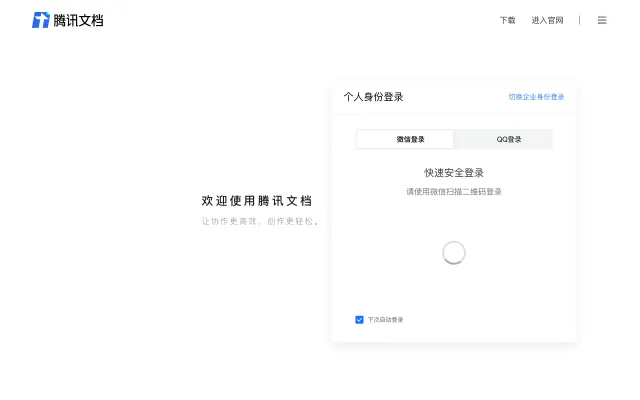 腾讯文档
下载 进入官网
个人身份登录 切换企业身份登录
微信登录 QQ登录
快速安全登录
请使用微信扫描二维码登录
欢迎使用腾讯文档
让协作更高效，创作更轻松。
下次自动登录